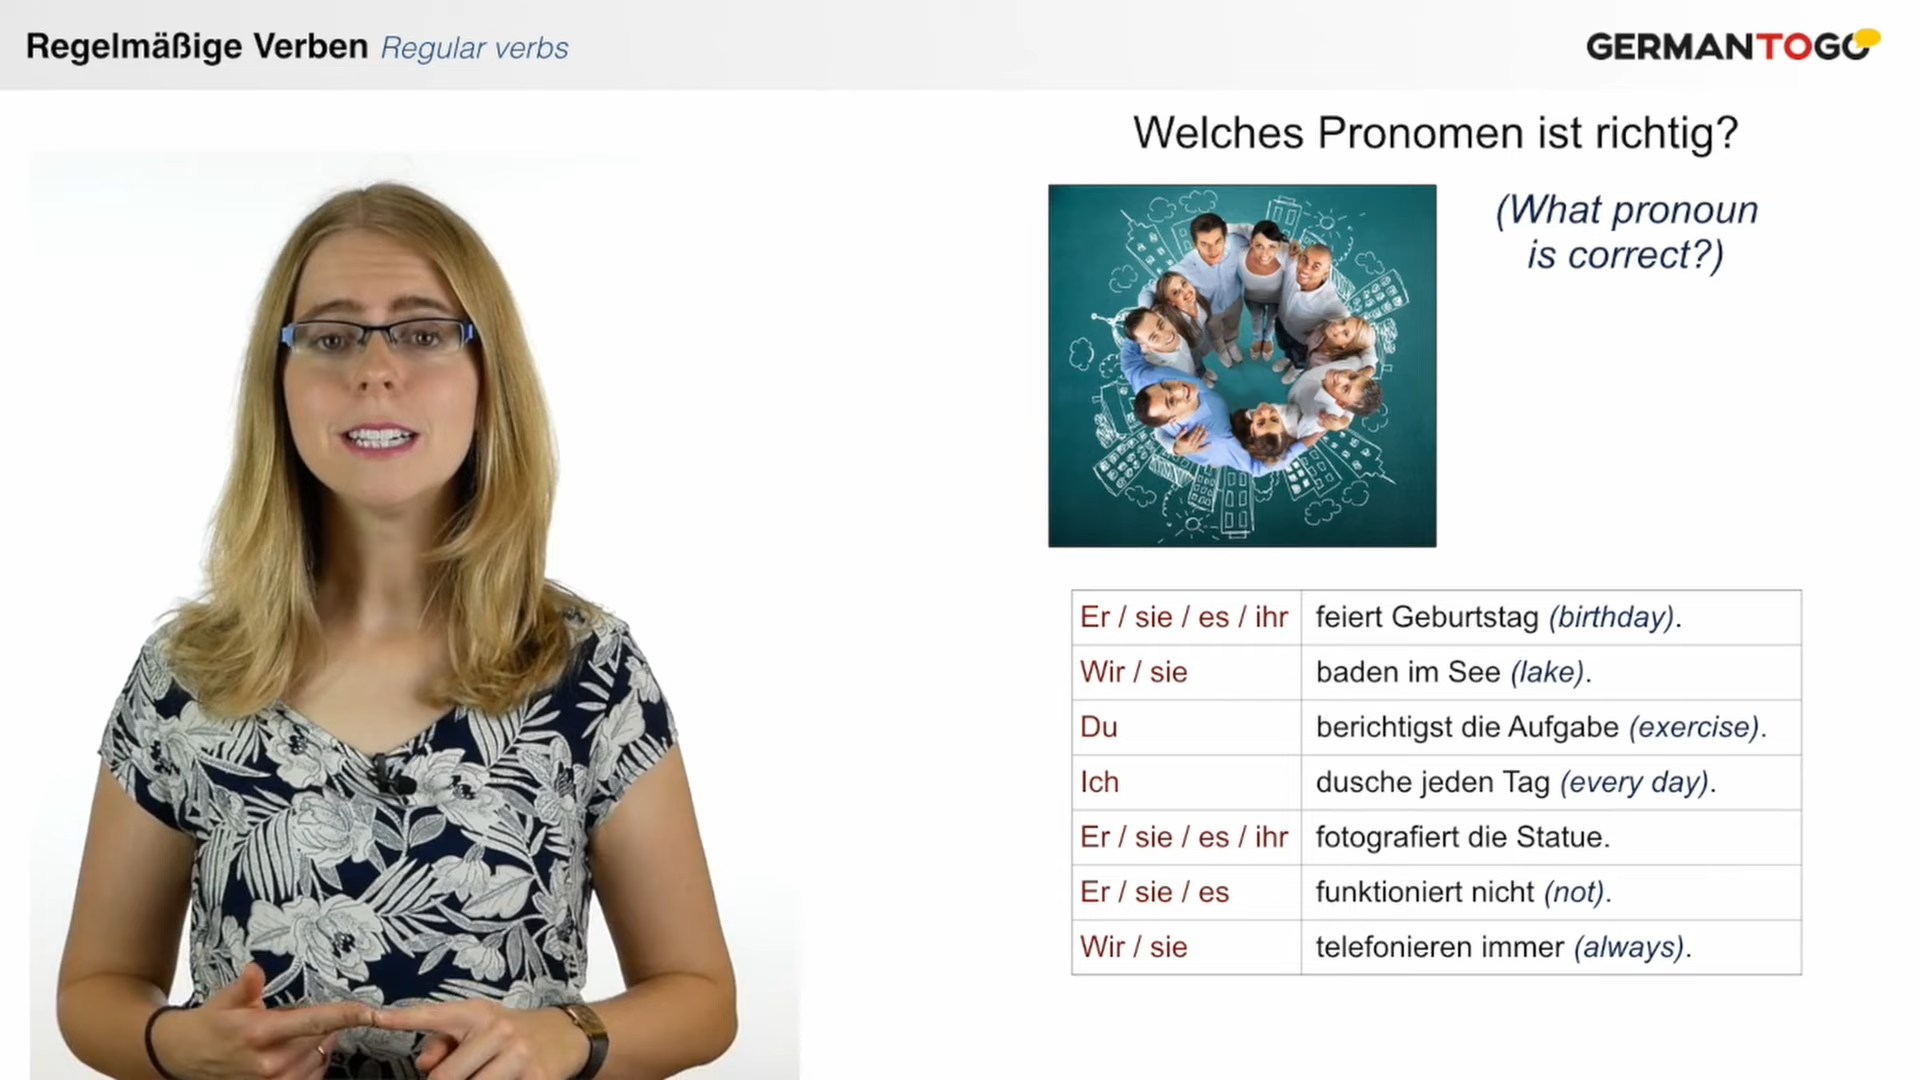 Regelmäßige Verben Regular verbs
GERMANTOGO
Welches Pronomen ist richtig?
(What pronoun
is correct?)
Er / sie / es / ihr feiert Geburtstag (birthday).
Wir / sie baden im See (lake).
Du berichtigst die Aufgabe (exercise).
Ich dusche jeden Tag (every day).
Er / sie / es / ihr fotografiert die Statue.
Er / sie / es funktioniert nicht (not).
Wir / sie telefonieren immer (always).